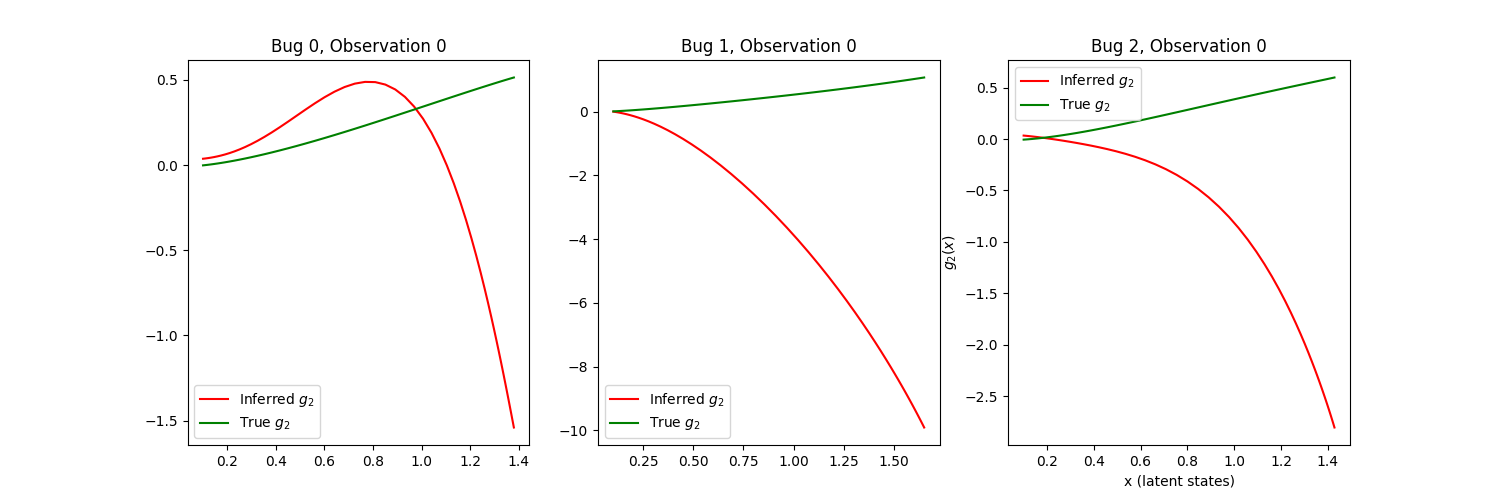 Bug 0, Observation 0
0.5
0.0
−0.5
−1.0
−1.5
0.2 0.4 0.6 0.8 1.0 1.2 1.4
Inferred g₂
True g₂
Bug 1, Observation 0
0
−2
−4
−6
−8
−10
0.25 0.50 0.75 1.00 1.25 1.50
Inferred g₂
True g₂
Bug 2, Observation 0
g₂(x)
0.5
0.0
−0.5
−1.0
−1.5
−2.0
−2.5
0.2 0.4 0.6 0.8 1.0 1.2 1.4
x (latent states)
Inferred g₂
True g₂